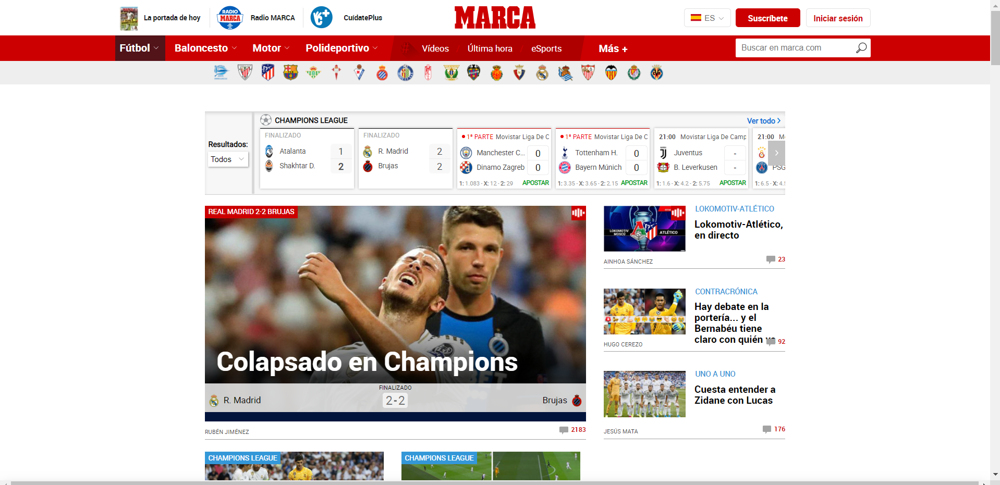 La portada de hoy
RADIO
MARCA
Radio MARCA
CuídatePlus
MARCA
ES
Suscríbete
Iniciar sesión
Fútbol
Baloncesto
Motor
Polideportivo
#
Vídeos
Última hora
eSports
Más +
Buscar en marca.com
Resultados:
Todos
CHAMPIONS LEAGUE
Ver todo
FINALIZADO
Atalanta 1
Shakhtar D. 2
FINALIZADO
R. Madrid 2
Brujas 2
1ª PARTE Movistar Liga De C
Manchester C... 0
Dinamo Zagreb 0
1: 1.083 - X: 12 - 2: 29 APOSTAR
1ª PARTE Movistar Liga De C
Tottenham H. 0
Bayern Múnich 0
1: 3.35 - X: 3.65 - 2: 2.15 APOSTAR
21:00 Movistar Liga De Camp
Juventus -
B. Leverkusen -
1: 1.6 - X: 4.2 - 2: 5.75 APOSTAR
21:00
PSG
1: 6.5 - X: 4.5
REAL MADRID 2-2 BRUJAS
Colapsado en Champions
FINALIZADO
R. Madrid 2-2 Brujas
RUBÉN JIMÉNEZ
2183
LOKOMOTIV MOSCÚ
ATLÉTICO
LOKOMOTIV-ATLÉTICO
Lokomotiv-Atlético,
en directo
AINHOA SÁNCHEZ
23
CONTRACRÓNICA
Hay debate en la
portería... y el
Bernabéu tiene
claro con quién va
HUGO CEREZO
92
UNO A UNO
Cuesta entender a
Zidane con Lucas
JESÚS MATA
176
CHAMPIONS LEAGUE
CHAMPIONS LEAGUE